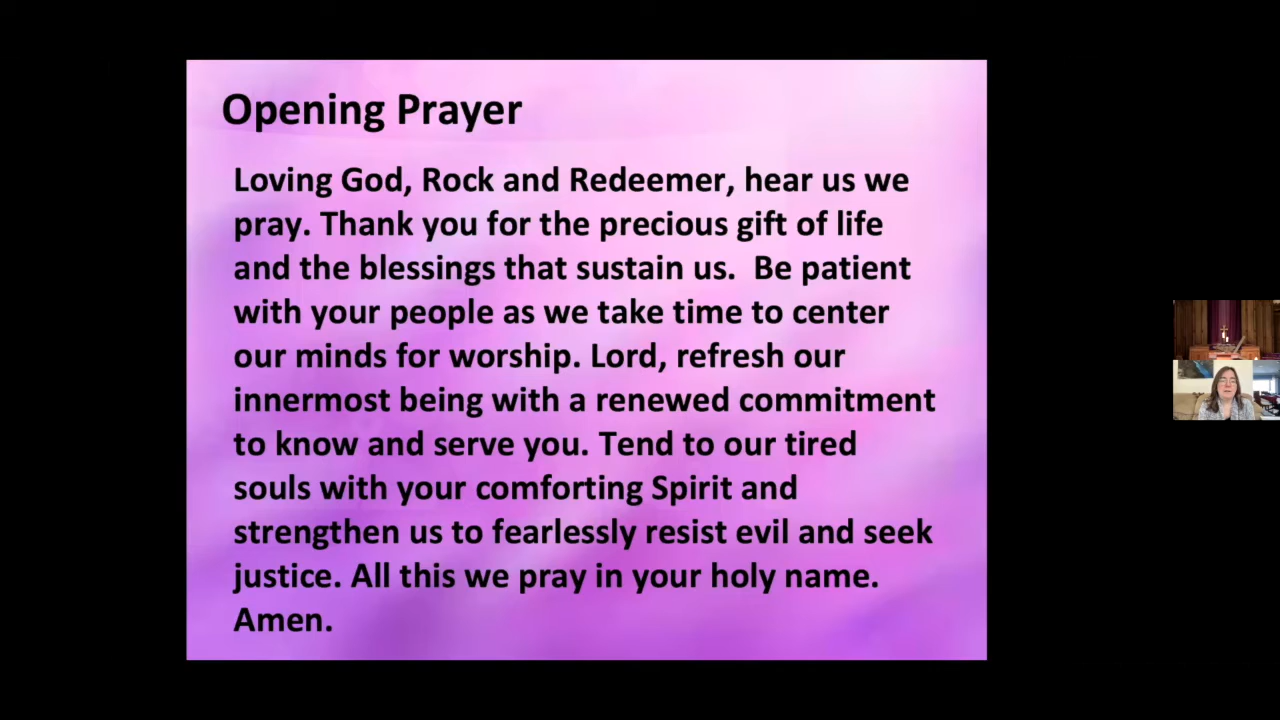 Opening Prayer
Loving God, Rock and Redeemer, hear us we
pray. Thank you for the precious gift of life
and the blessings that sustain us.  Be patient
with your people as we take time to center
our minds for worship. Lord, refresh our
innermost being with a renewed commitment
to know and serve you. Tend to our tired
souls with your comforting Spirit and
strengthen us to fearlessly resist evil and seek
justice. All this we pray in your holy name.
Amen.